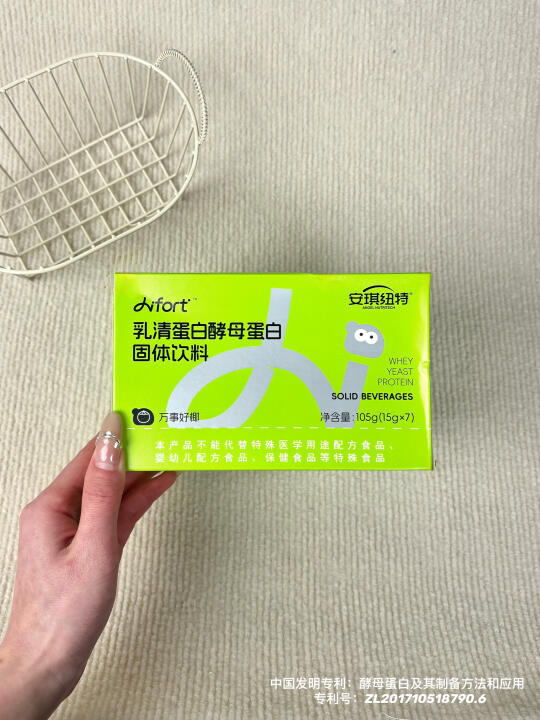 Hifort™
安琪纽特
ANGEL NUTRITECH
乳清蛋白酵母蛋白
固体饮料
WHEY
YEAST
PROTEIN
SOLID BEVERAGES
万事好椰
净含量:105g(15g×7)
本产品不能代替特殊医学用途配方食品、
婴幼儿配方食品、保健食品等特殊食品
中国发明专利：酵母蛋白及其制备方法和应用
专利号：ZL201710518790.6